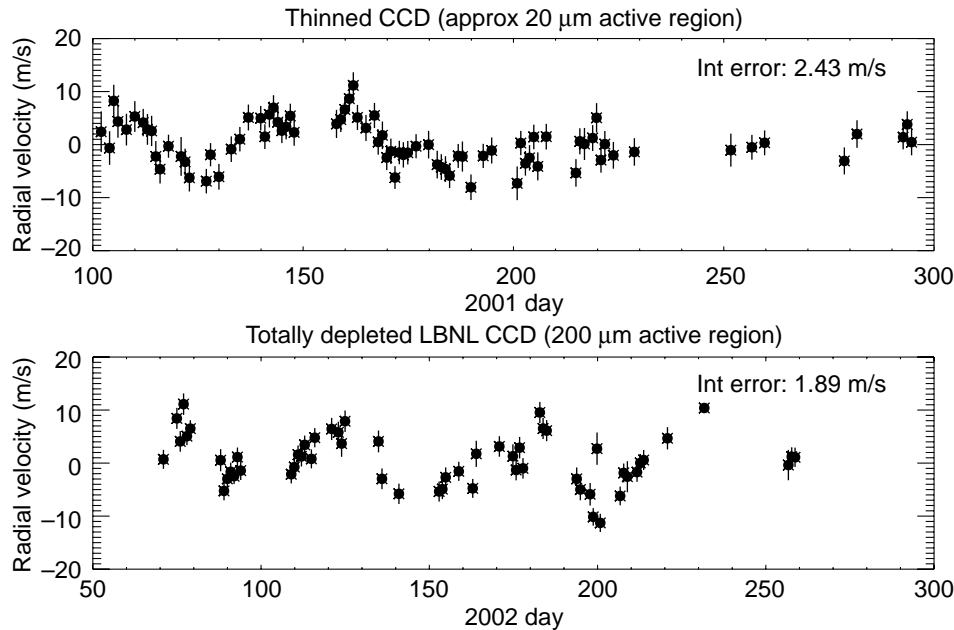 Thinned CCD (approx 20 μm active region)
Radial velocity (m/s)
20
10
0
–10
–20
Int error: 2.43 m/s
100 150 200 250 300
2001 day
Totally depleted LBNL CCD (200 μm active region)
Radial velocity (m/s)
20
10
0
–10
–20
Int error: 1.89 m/s
50 100 150 200 250 300
2002 day